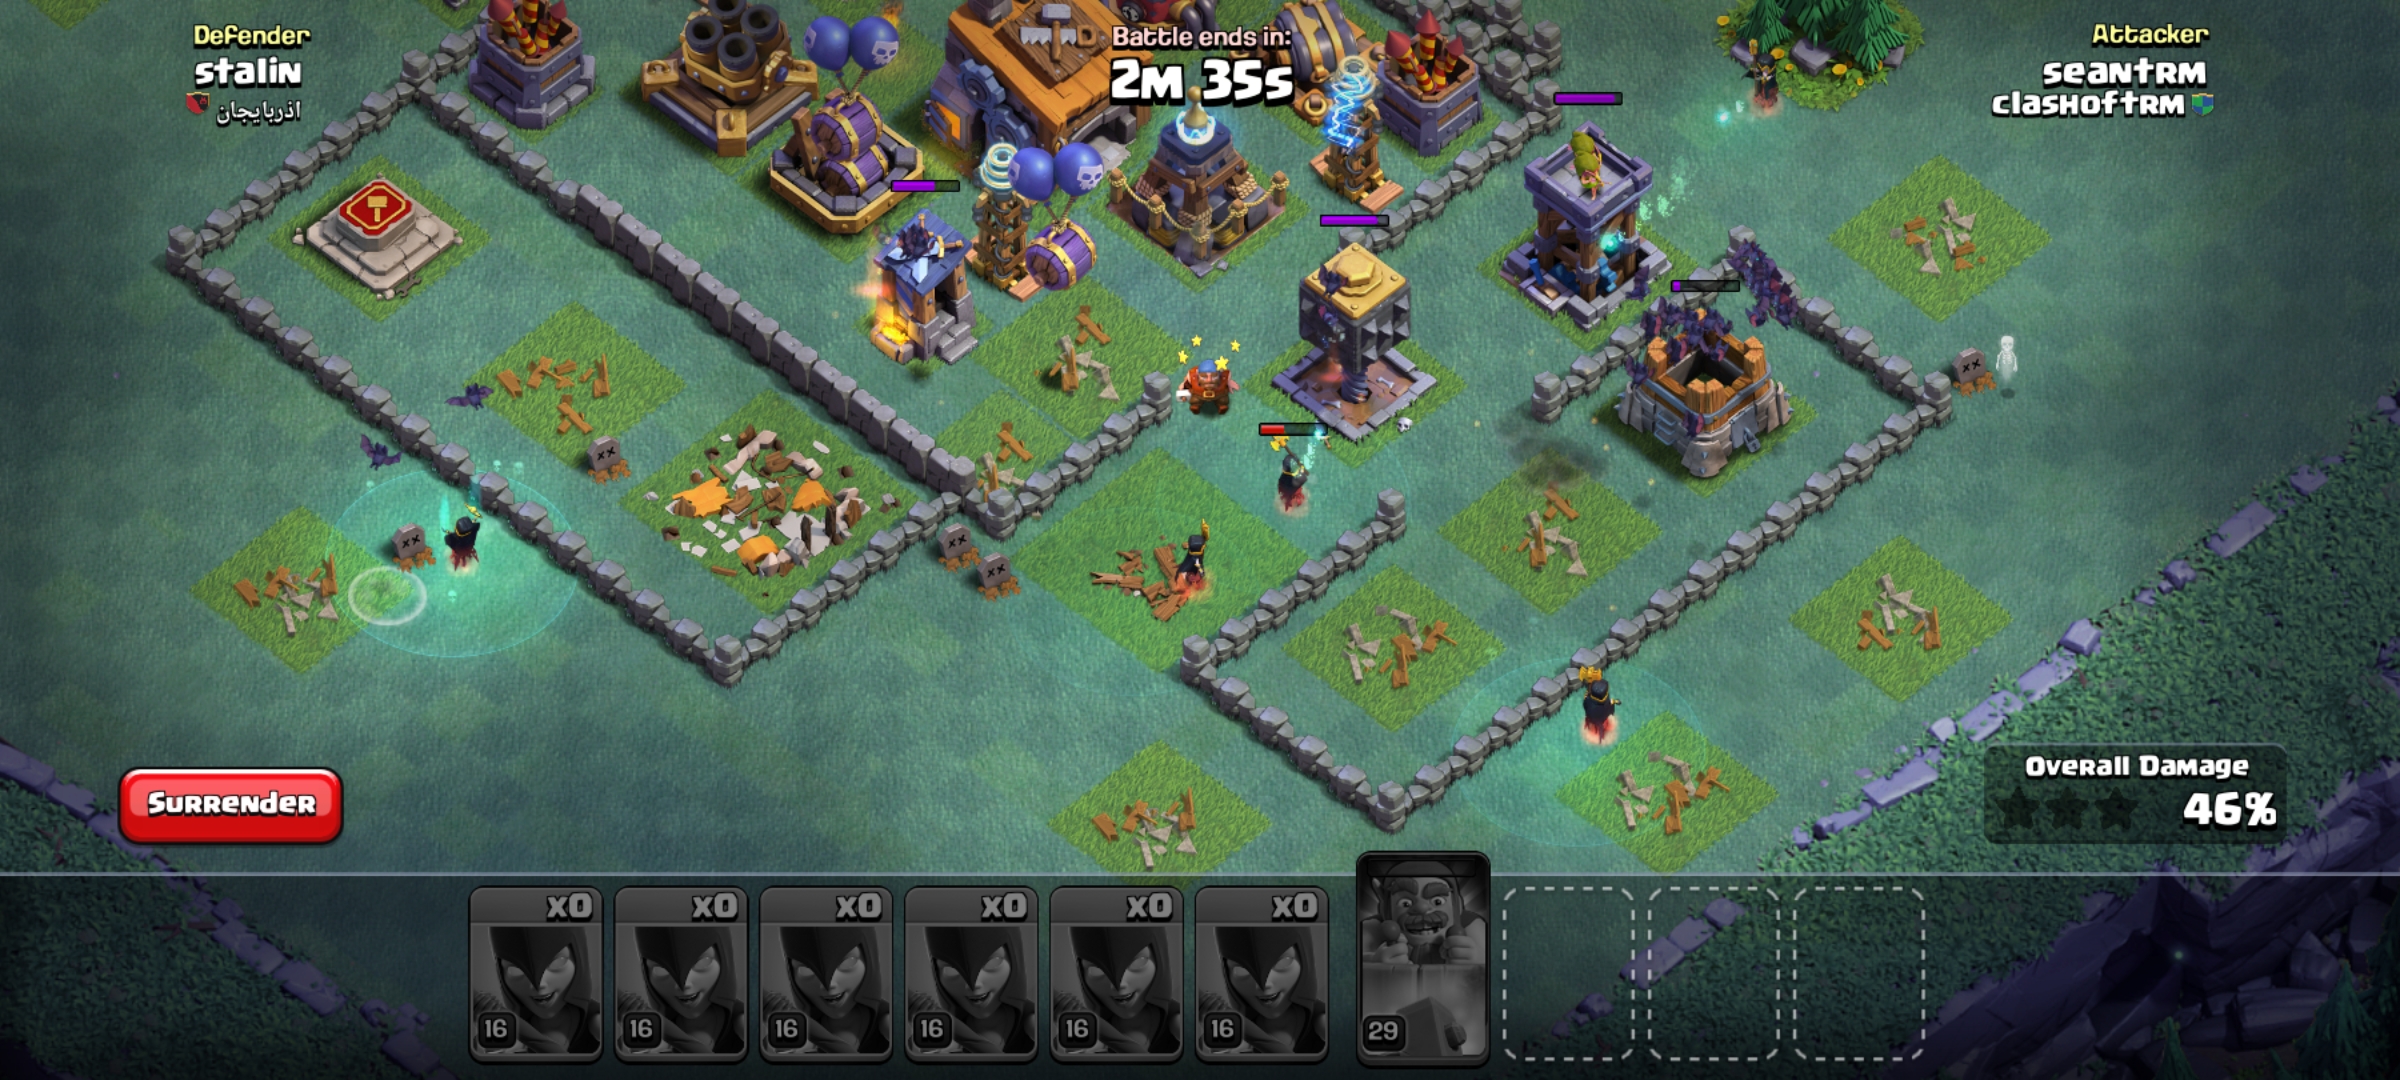 Defender
stalin
اذربايجان
Battle ends in:
2M 35s
Attacker
seantRM
clashoftRM
Surrender
Overall Damage
46%
x0 x0 x0 x0 x0 x0
16 16 16 16 16 16 29